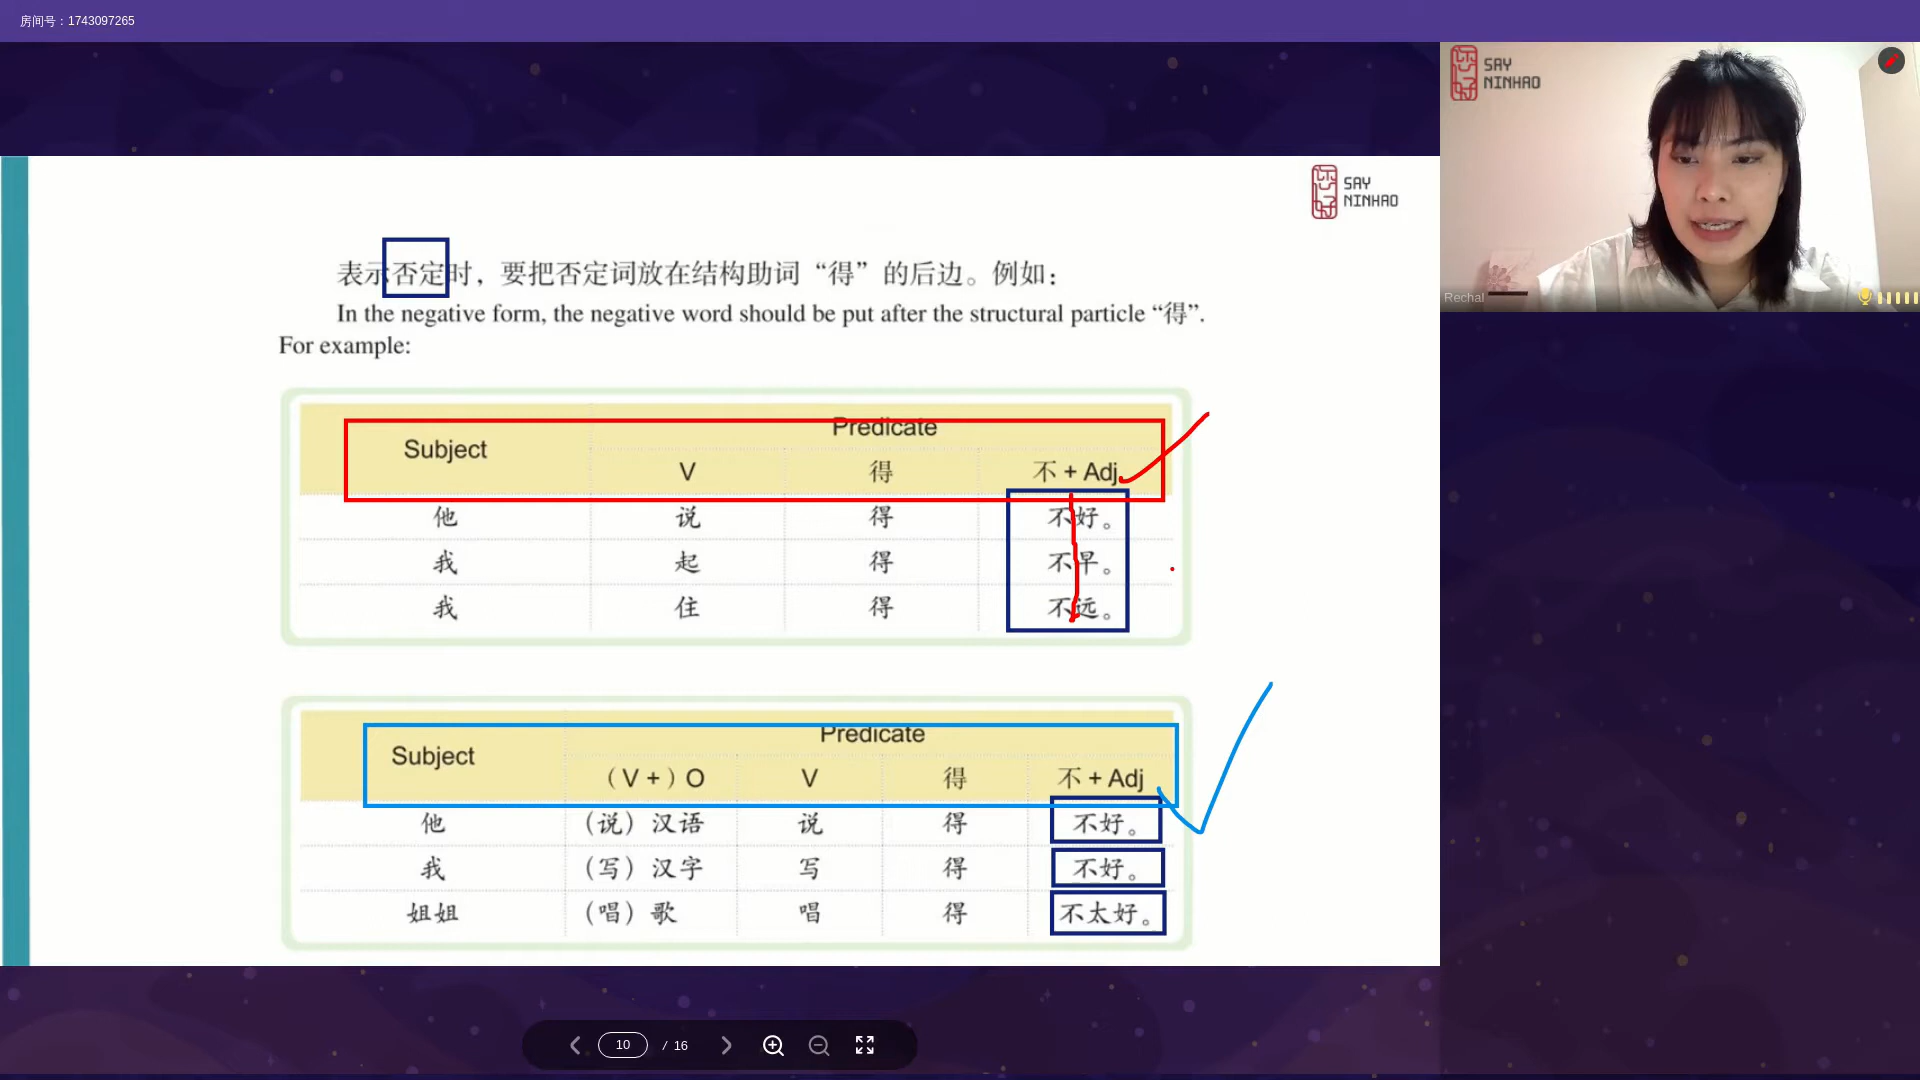 房间号：1743097265
SAY
NINHAO
Rechal
SAY
NINHAO
表示否定时，要把否定词放在结构助词“得”的后边。例如：
In the negative form, the negative word should be put after the structural particle “得”.
For example:
Subject Predicate
V 得 不 + Adj
他 说 得 不好。
我 起 得 不早。
我 住 得 不远。
Subject Predicate
（V +）O V 得 不 + Adj
他 （说）汉语 说 得 不好。
我 （写）汉字 写 得 不好。
姐姐 （唱）歌 唱 得 不太好。
10 / 16